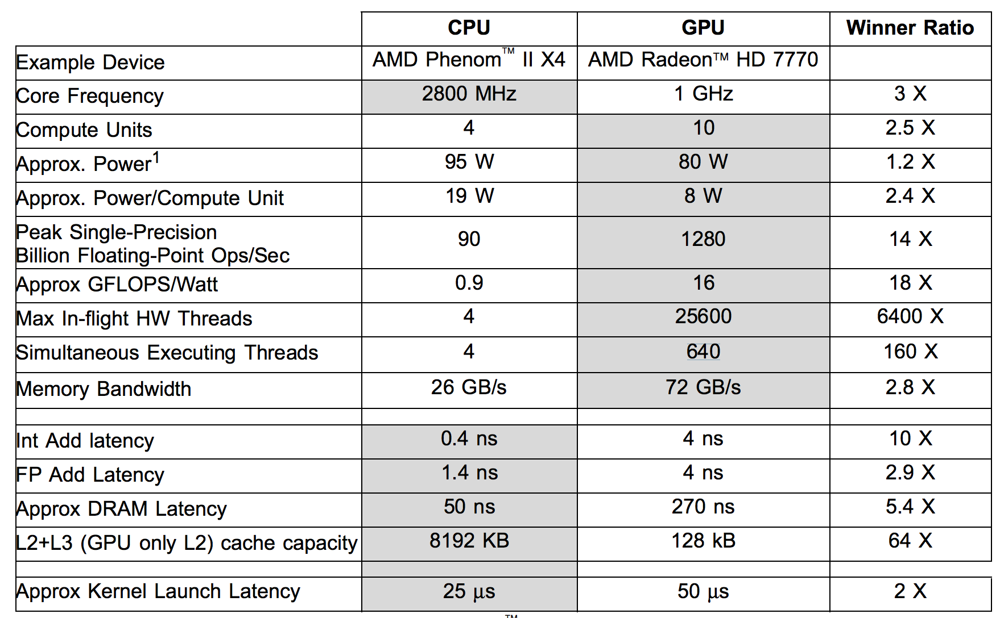 CPU GPU Winner Ratio
Example Device AMD Phenom™ II X4 AMD Radeon™ HD 7770
Core Frequency 2800 MHz 1 GHz 3 X
Compute Units 4 10 2.5 X
Approx. Power1 95 W 80 W 1.2 X
Approx. Power/Compute Unit 19 W 8 W 2.4 X
Peak Single-Precision
Billion Floating-Point Ops/Sec 90 1280 14 X
Approx GFLOPS/Watt 0.9 16 18 X
Max In-flight HW Threads 4 25600 6400 X
Simultaneous Executing Threads 4 640 160 X
Memory Bandwidth 26 GB/s 72 GB/s 2.8 X
Int Add latency 0.4 ns 4 ns 10 X
FP Add Latency 1.4 ns 4 ns 2.9 X
Approx DRAM Latency 50 ns 270 ns 5.4 X
L2+L3 (GPU only L2) cache capacity 8192 KB 128 kB 64 X
Approx Kernel Launch Latency 25 μs 50 μs 2 X
™